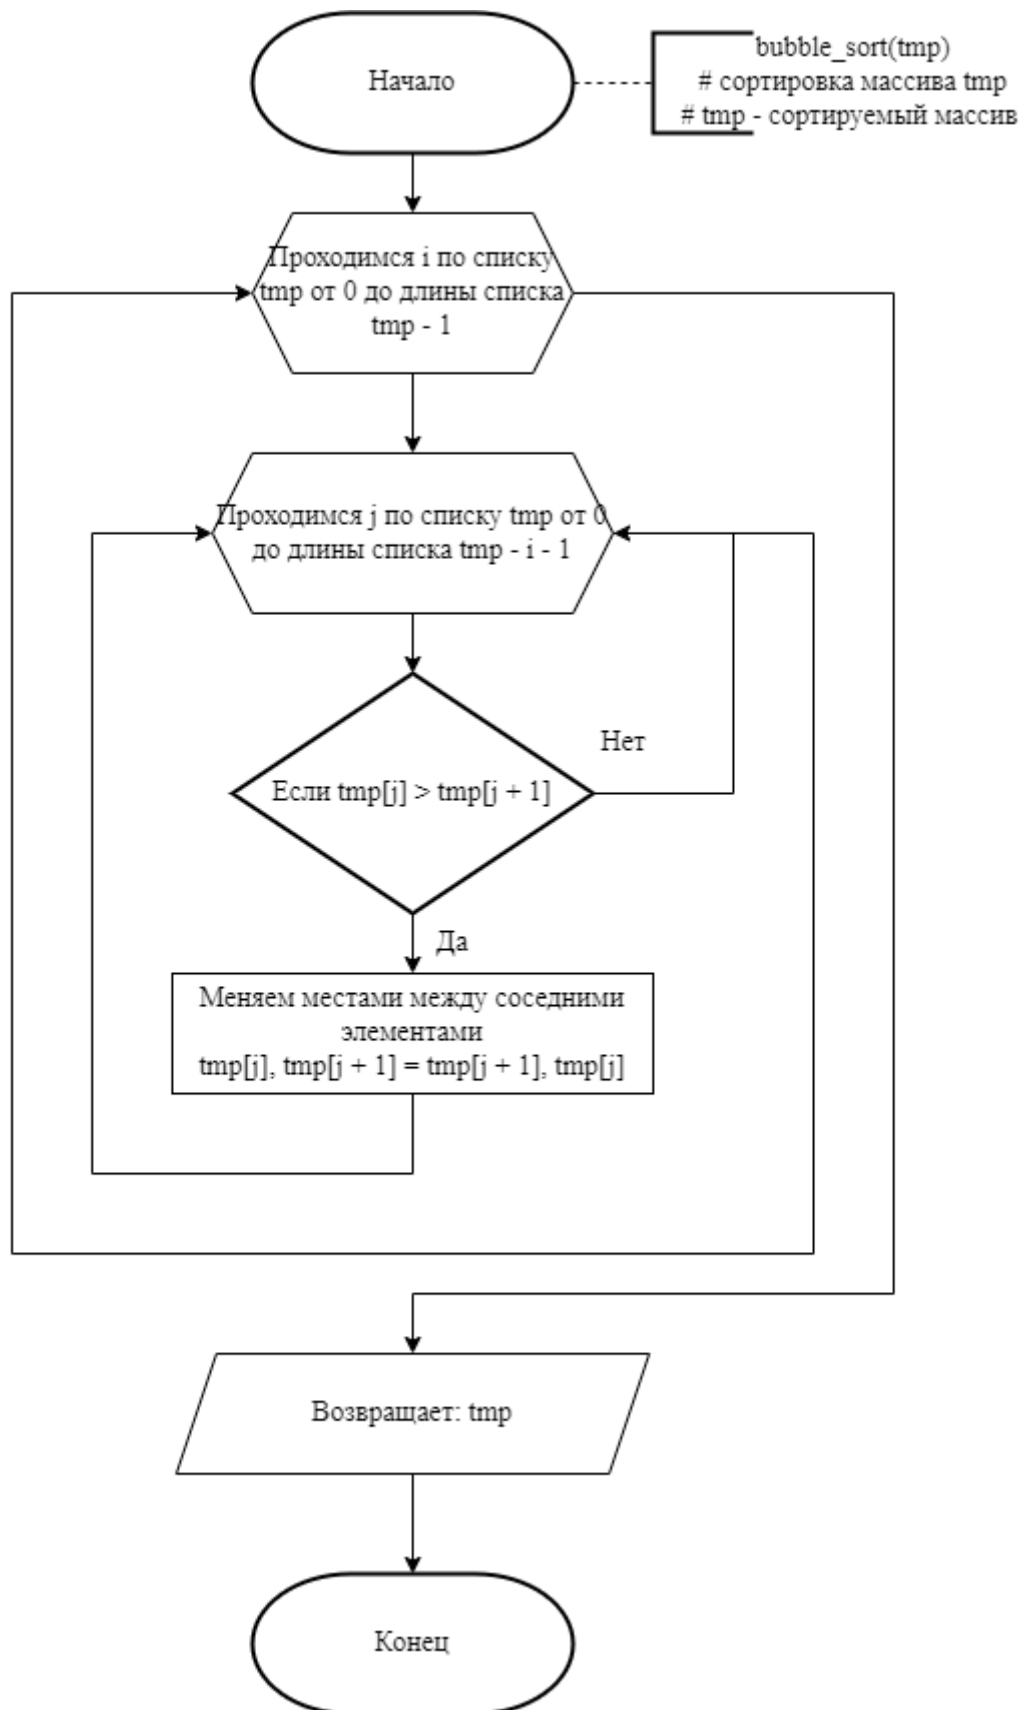 Начало
bubble_sort(tmp)
# сортировка массива tmp
# tmp - сортируемый массив
Проходимся i по списку
tmp от 0 до длины списка
tmp - 1
Проходимся j по списку tmp от 0
до длины списка tmp - i - 1
Нет
Если tmp[j] > tmp[j + 1]
Да
Меняем местами между соседними
элементами
tmp[j], tmp[j + 1] = tmp[j + 1], tmp[j]
Возвращает: tmp
Конец